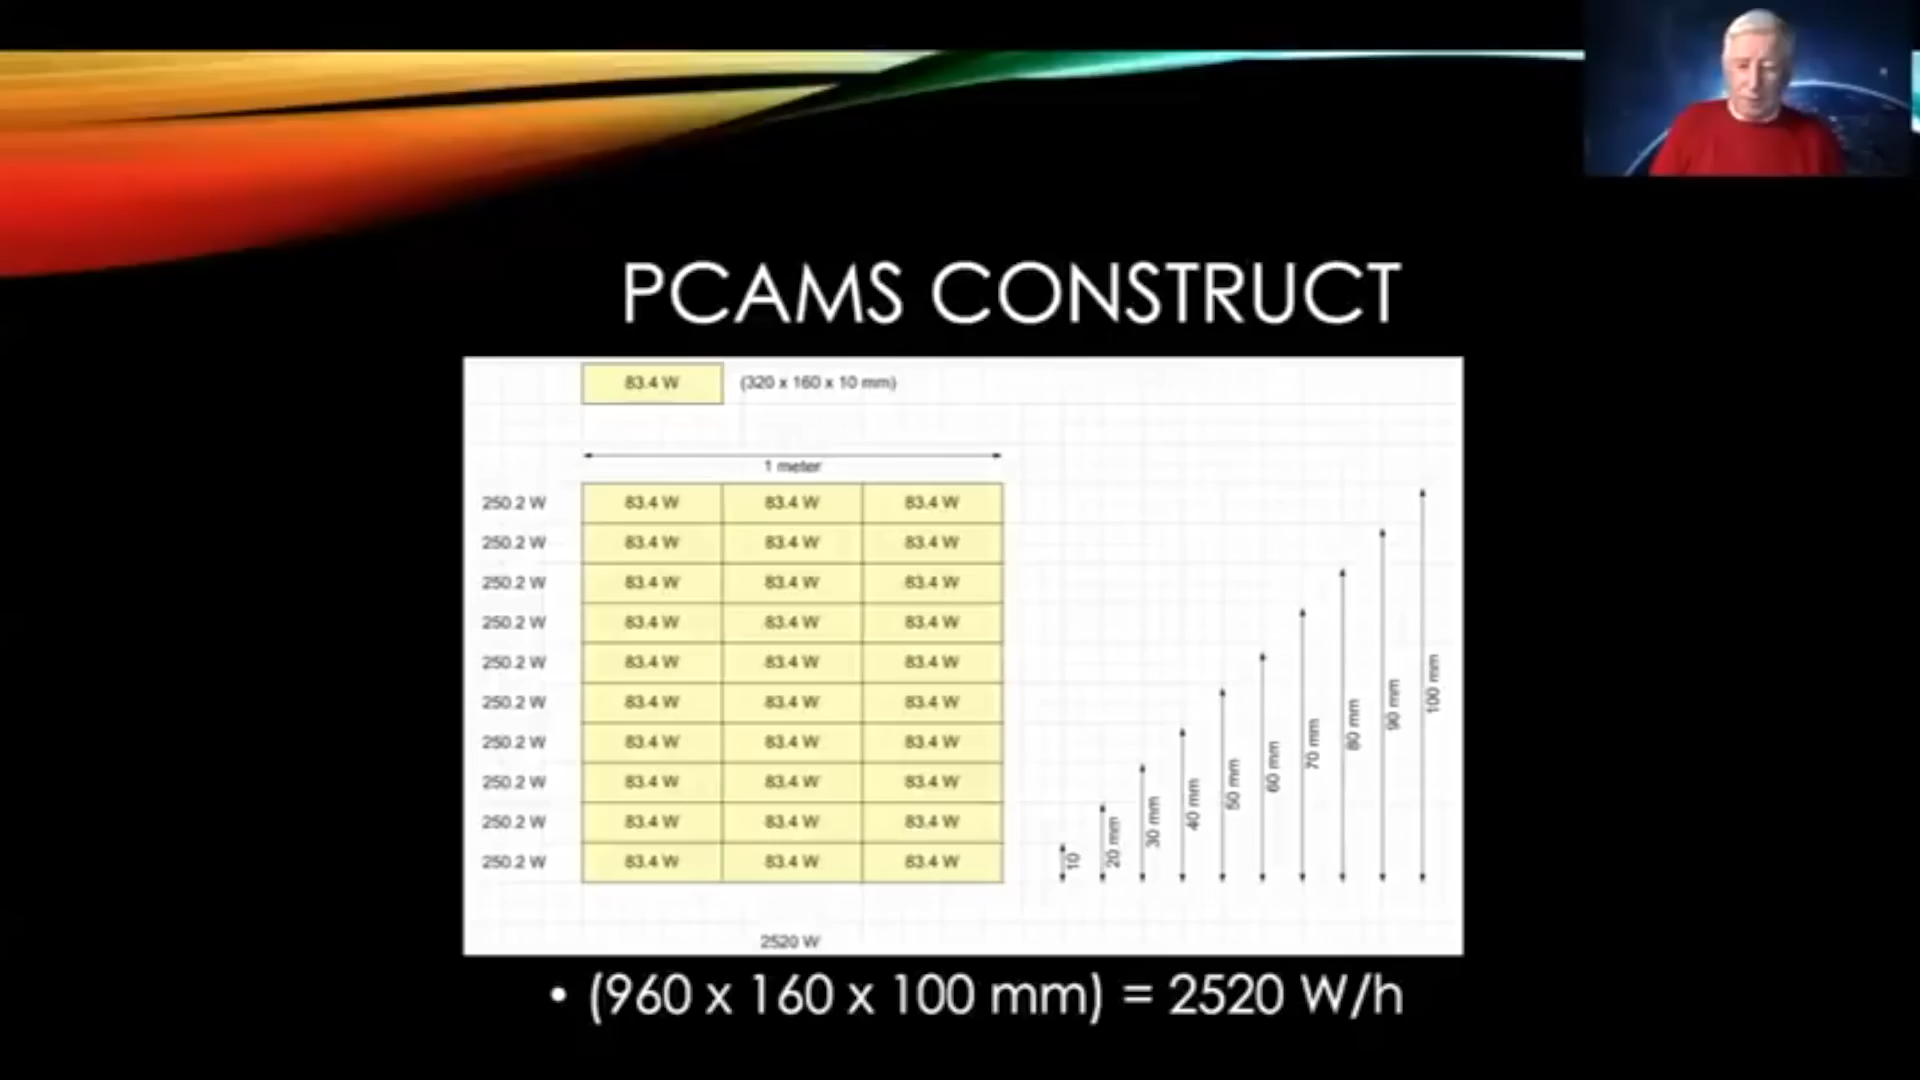 PCAMS CONSTRUCT
83.4 W (320 x 160 x 10 mm)
1 meter
250.2 W 83.4 W 83.4 W 83.4 W
250.2 W 83.4 W 83.4 W 83.4 W
250.2 W 83.4 W 83.4 W 83.4 W
250.2 W 83.4 W 83.4 W 83.4 W
250.2 W 83.4 W 83.4 W 83.4 W
250.2 W 83.4 W 83.4 W 83.4 W
250.2 W 83.4 W 83.4 W 83.4 W
250.2 W 83.4 W 83.4 W 83.4 W
250.2 W 83.4 W 83.4 W 83.4 W
250.2 W 83.4 W 83.4 W 83.4 W
10
20 mm
30 mm
40 mm
50 mm
60 mm
70 mm
80 mm
90 mm
100 mm
2520 W
• (960 x 160 x 100 mm) = 2520 W/h